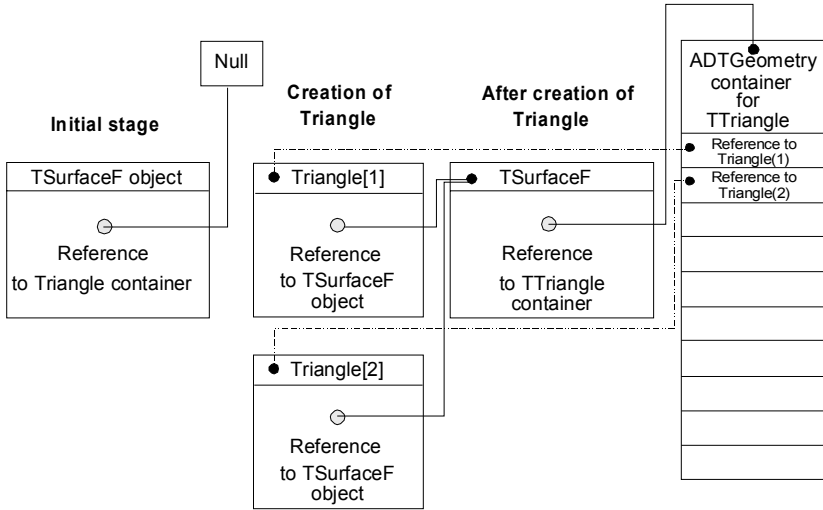 Null
Initial stage
TSurfaceF object
Reference
to Triangle container
Creation of
Triangle
Triangle[1]
Reference
to TSurfaceF
object
Triangle[2]
Reference
to TSurfaceF
object
After creation of
Triangle
TSurfaceF
Reference
to TTriangle
container
ADTGeometry
container
for
TTriangle
Reference to
Triangle(1)
Reference to
Triangle(2)